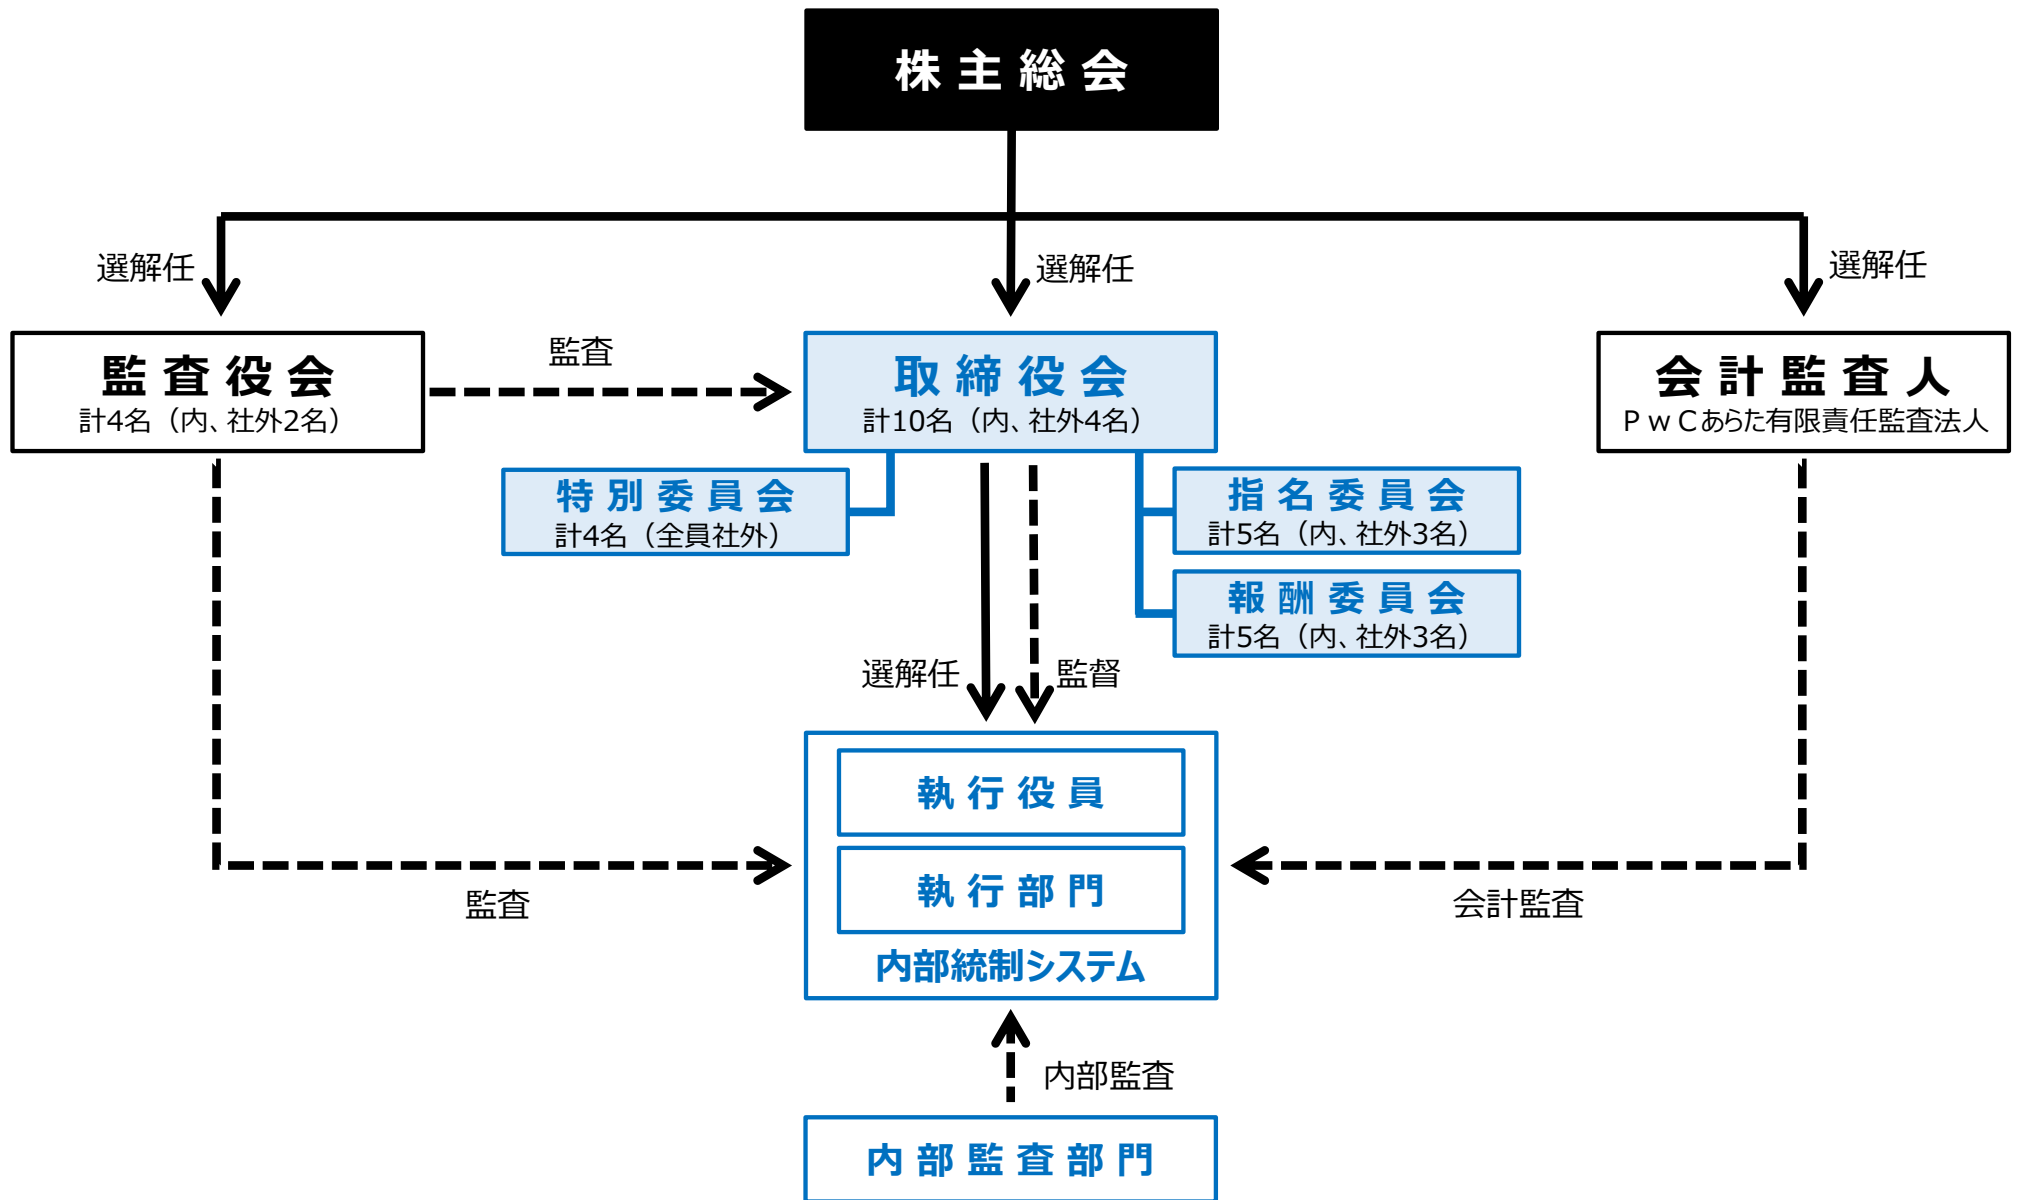 株主総会
選解任
選解任
選解任
監査役会
計4名（内、社外2名）
監査
取締役会
計10名（内、社外4名）
会計監査人
ＰｗＣあらた有限責任監査法人
特別委員会
計4名（全員社外）
指名委員会
計5名（内、社外3名）
報酬委員会
計5名（内、社外3名）
選解任
監督
執行役員
執行部門
内部統制システム
監査
会計監査
内部監査
内部監査部門